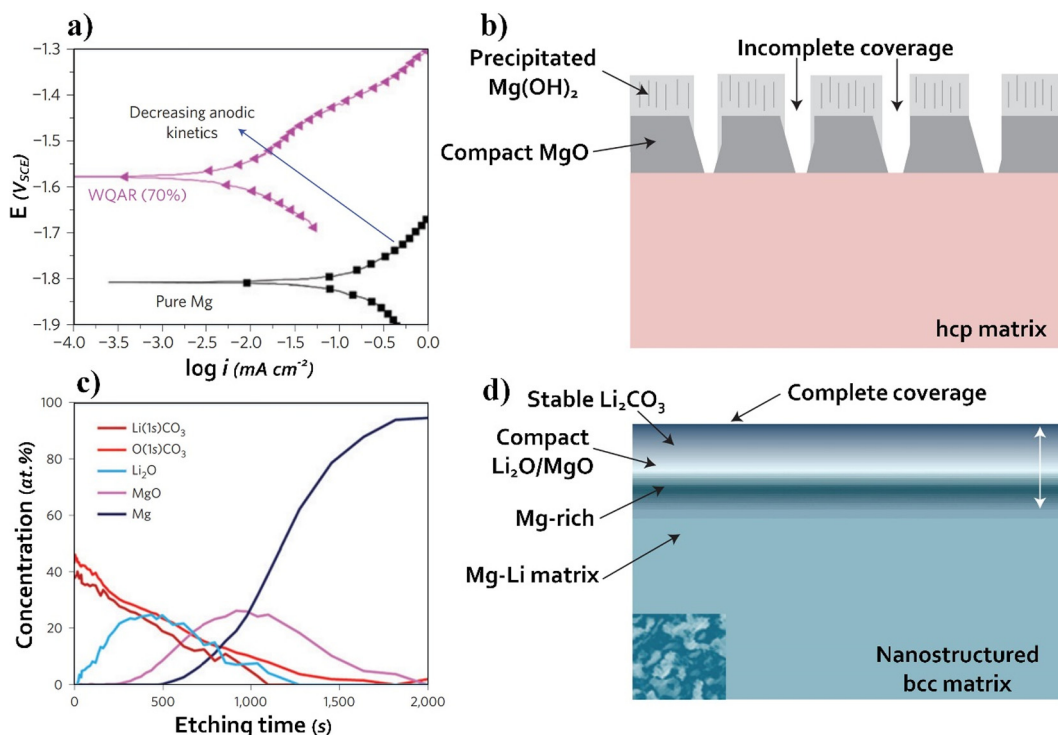 a)
−1.3
−1.4
−1.5
−1.6
−1.7
−1.8
−1.9
E (V_SCE)
Decreasing anodic
kinetics
WQAR (70%)
Pure Mg
−4.0 −3.5 −3.0 −2.5 −2.0 −1.5 −1.0 −0.5 0.0
log i (mA cm⁻²)
b)
Precipitated
Mg(OH)₂
Incomplete
coverage
Compact MgO
hcp matrix
c)
100
80
60
40
20
0
Concentration (at.%)
Li(1s)CO₃
O(1s)CO₃
Li₂O
MgO
Mg
0 500 1,000 1,500 2,000
Etching time (s)
d)
Stable Li₂CO₃
Complete coverage
Compact
Li₂O/MgO
Mg-rich
Mg-Li matrix
Nanostructured
bcc matrix